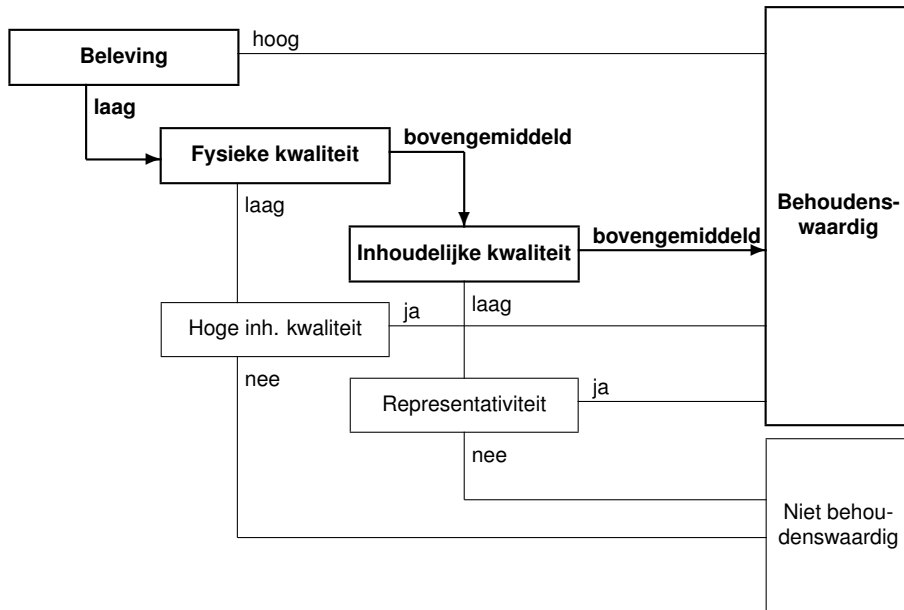 hoog
Beleving
laag
bovengemiddeld
Fysieke kwaliteit
laag
Behoudens-
waardig
bovengemiddeld
Inhoudelijke kwaliteit
laag
ja
Hoge inh. kwaliteit
nee
ja
Representativiteit
nee
Niet behou-
denswaardig